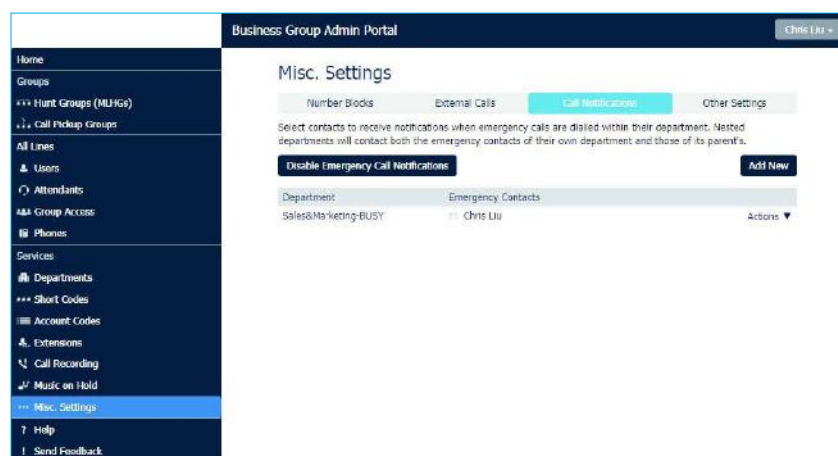 Business Group Admin Portal
Chris Liu
Home
Groups
Hunt Groups (MLHGs)
Call Pickup Groups
All Lines
Users
Attendants
Group Access
Phones
Services
Departments
Short Codes
Account Codes
Extensions
Call Recording
Music on Hold
Misc. Settings
? Help
! Send Feedback
Misc. Settings
Number Blocks External Calls Call Notifications Other Settings
Select contacts to receive notifications when emergency calls are dialled within their department. Nested
departments will contact both the emergency contacts of their own department and those of its parent's.
Disable Emergency Call Notifications Add New
Department Emergency Contacts
Sales&Marketing-BUSY Chris Liu Actions ▼